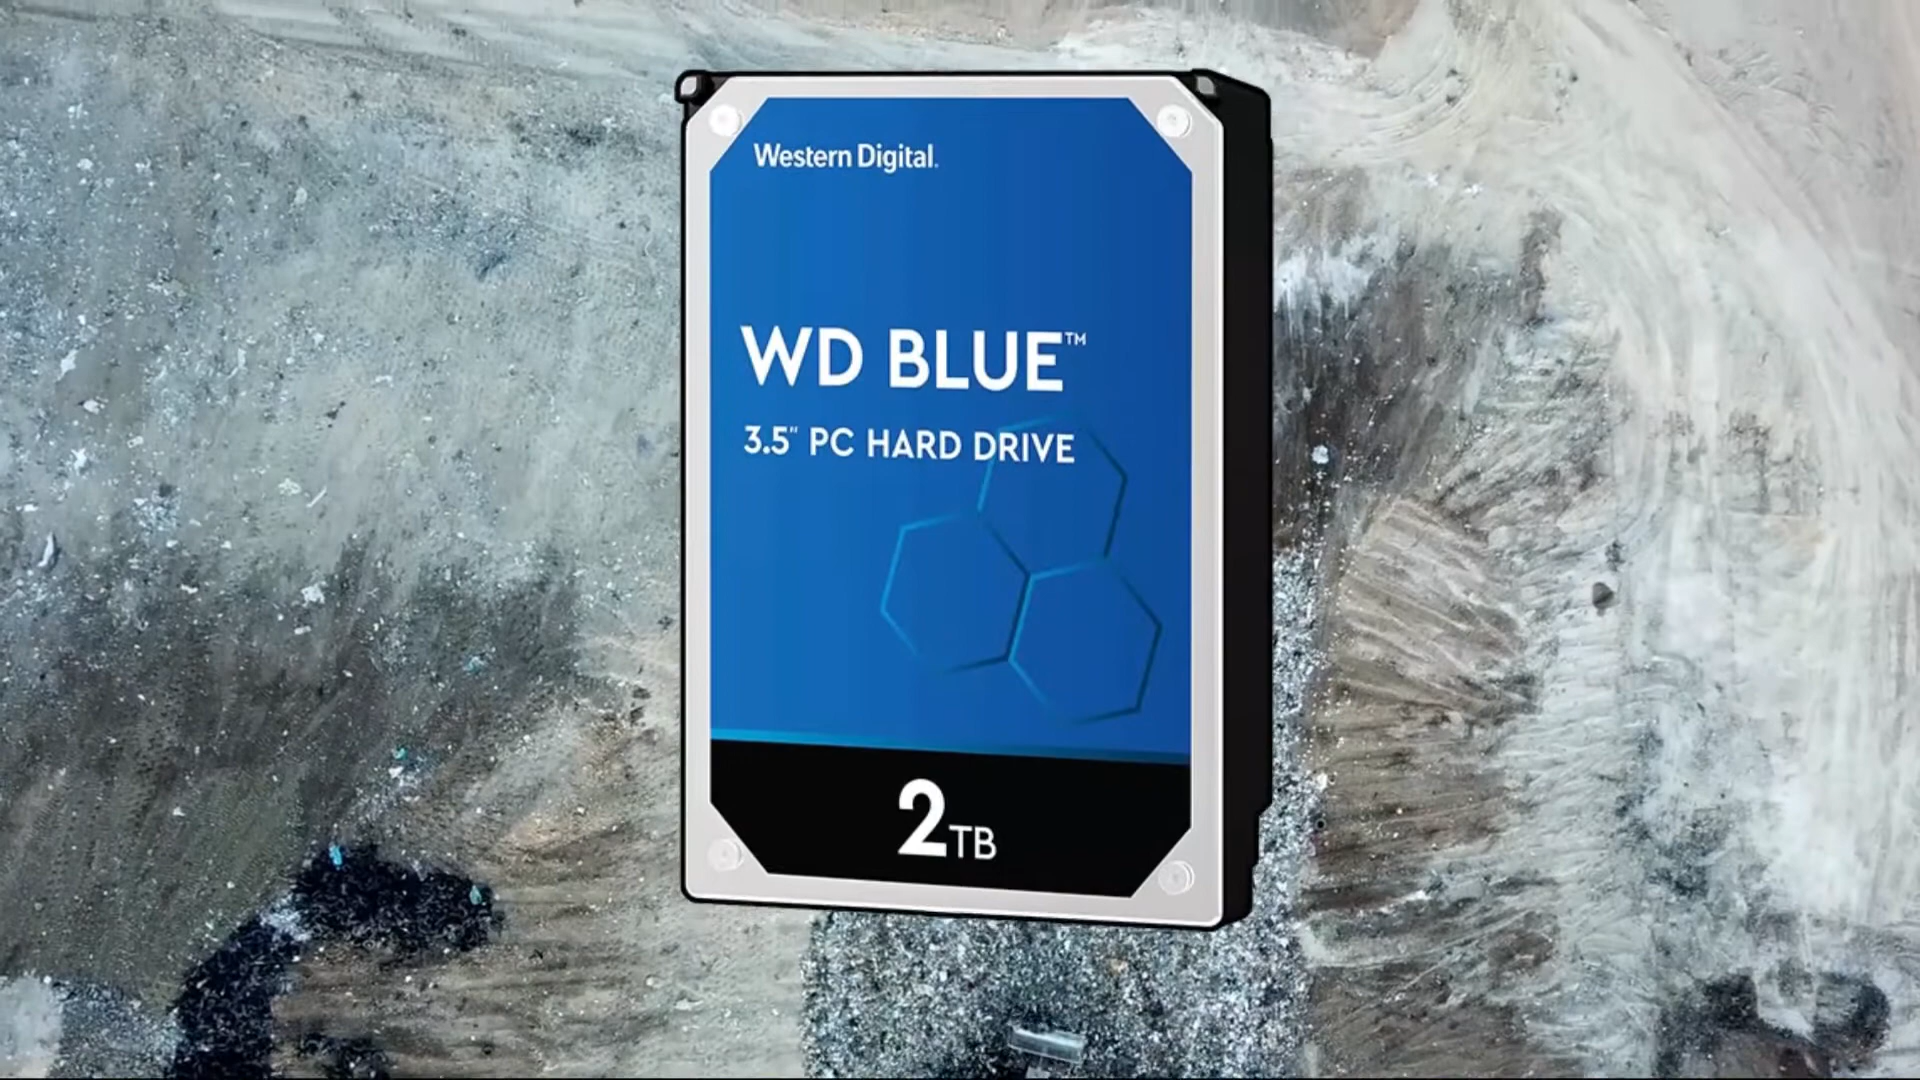 Western Digital.
WD BLUE™
3.5″ PC HARD DRIVE
2TB